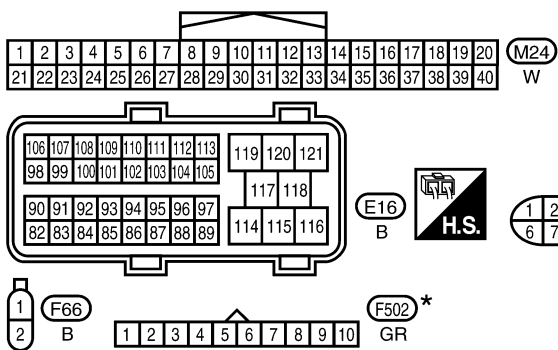 1 2 3 4 5 6 7 8 9 10 11 12 13 14 15 16 17 18 19 20
21 22 23 24 25 26 27 28 29 30 31 32 33 34 35 36 37 38 39 40
M24
W
106 107 108 109 110 111 112 113
98 99 100 101 102 103 104 105
90 91 92 93 94 95 96 97
82 83 84 85 86 87 88 89
119 120 121
117 118
114 115 116
E16
B
H.S.
1 2
6 7
1
2
F66
B
1 2 3 4 5 6 7 8 9 10
F502 *
GR